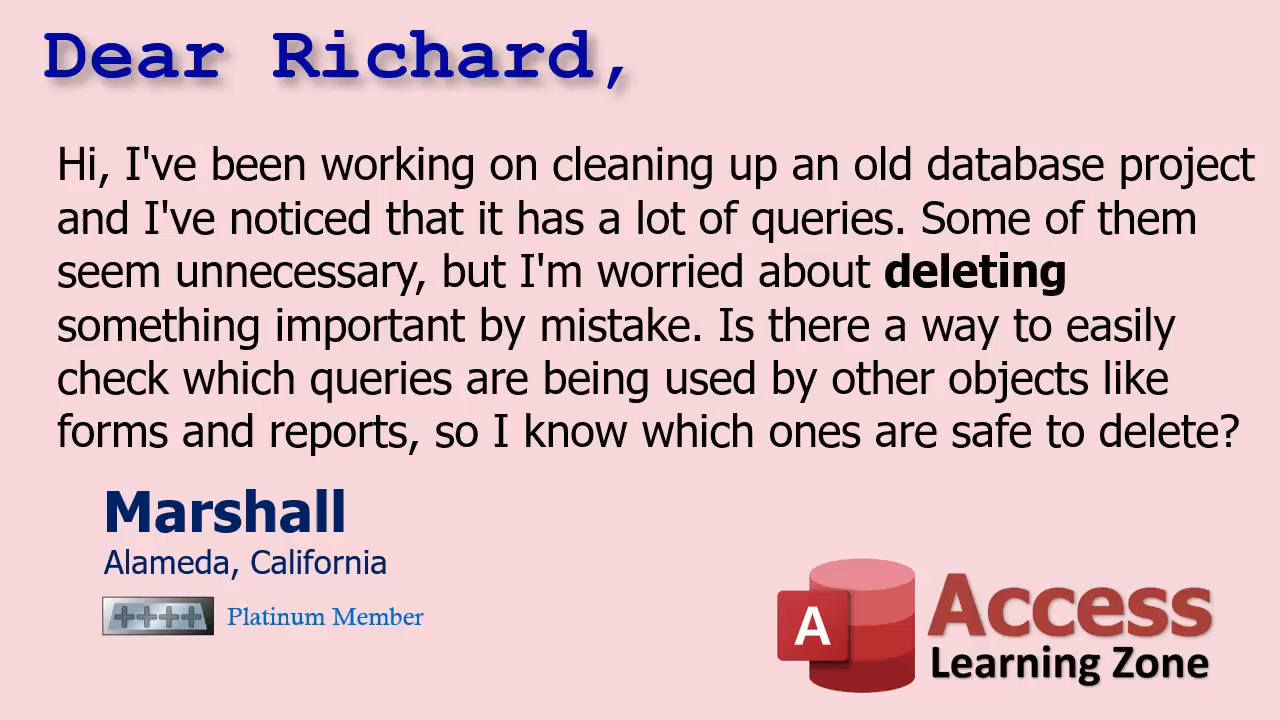 Dear Richard,
Hi, I've been working on cleaning up an old database project
and I've noticed that it has a lot of queries. Some of them
seem unnecessary, but I'm worried about deleting
something important by mistake. Is there a way to easily
check which queries are being used by other objects like
forms and reports, so I know which ones are safe to delete?
Marshall
Alameda, California
++++ Platinum Member
A Access
Learning Zone